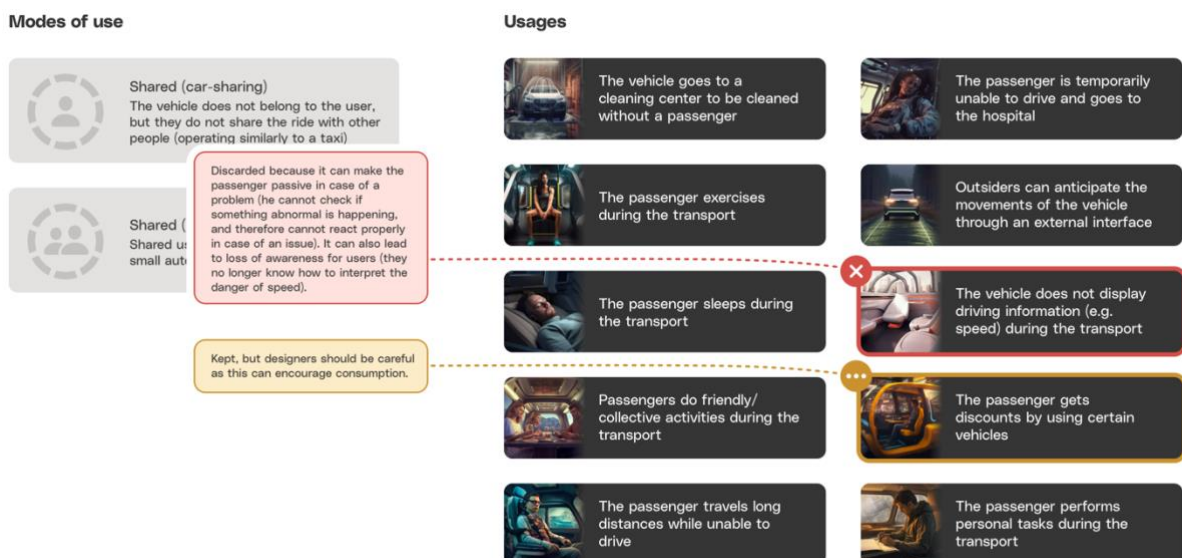 Modes of use
Shared (car-sharing)
The vehicle does not belong to the user,
but they do not share the ride with other
people (operating similarly to a taxi)
Shared (
Shared us
small auto
Discarded because it can make the
passenger passive in case of a
problem (he cannot check if
something abnormal is happening,
and therefore cannot react properly
in case of an issue). It can also lead
to loss of awareness for users (they
no longer know how to interpret the
danger of speed).
Kept, but designers should be careful
as this can encourage consumption.
Usages
The vehicle goes to a
cleaning center to be cleaned
without a passenger
The passenger is temporarily
unable to drive and goes to
the hospital
The passenger exercises
during the transport
Outsiders can anticipate the
movements of the vehicle
through an external interface
The passenger sleeps during
the transport
The vehicle does not display
driving information (e.g.
speed) during the transport
Passengers do friendly/
collective activities during the
transport
The passenger gets
discounts by using certain
vehicles
The passenger travels long
distances while unable to
drive
The passenger performs
personal tasks during the
transport